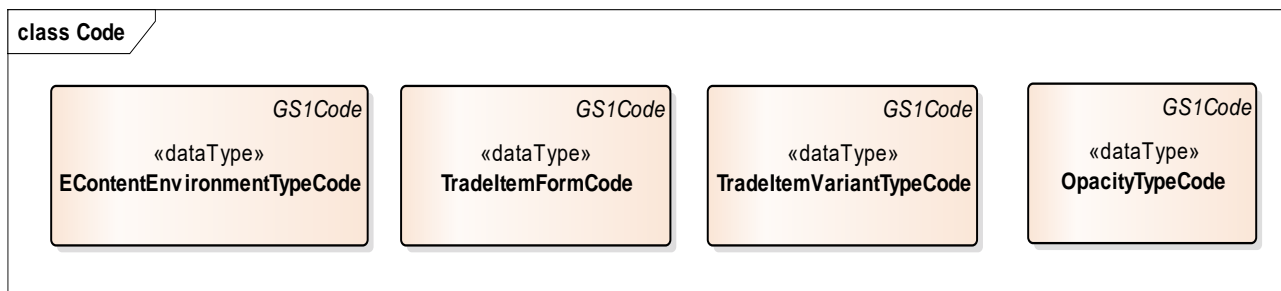 class Code
GS1Code
«dataType»
EContentEnvironmentTypeCode
GS1Code
«dataType»
TradeItemFormCode
GS1Code
«dataType»
TradeItemVariantTypeCode
GS1Code
«dataType»
OpacityTypeCode